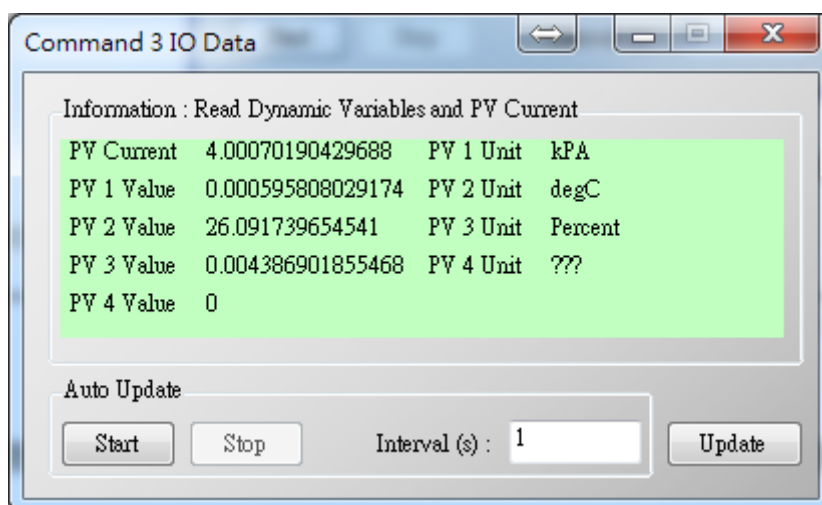 Command 3 IO Data
Information : Read Dynamic Variables and PV Current
PV Current 4.00070190429688 PV 1 Unit kPA
PV 1 Value 0.000595808029174 PV 2 Unit degC
PV 2 Value 26.091739654541 PV 3 Unit Percent
PV 3 Value 0.004386901855468 PV 4 Unit ???
PV 4 Value 0
Auto Update
Start Stop Interval (s) : 1 Update